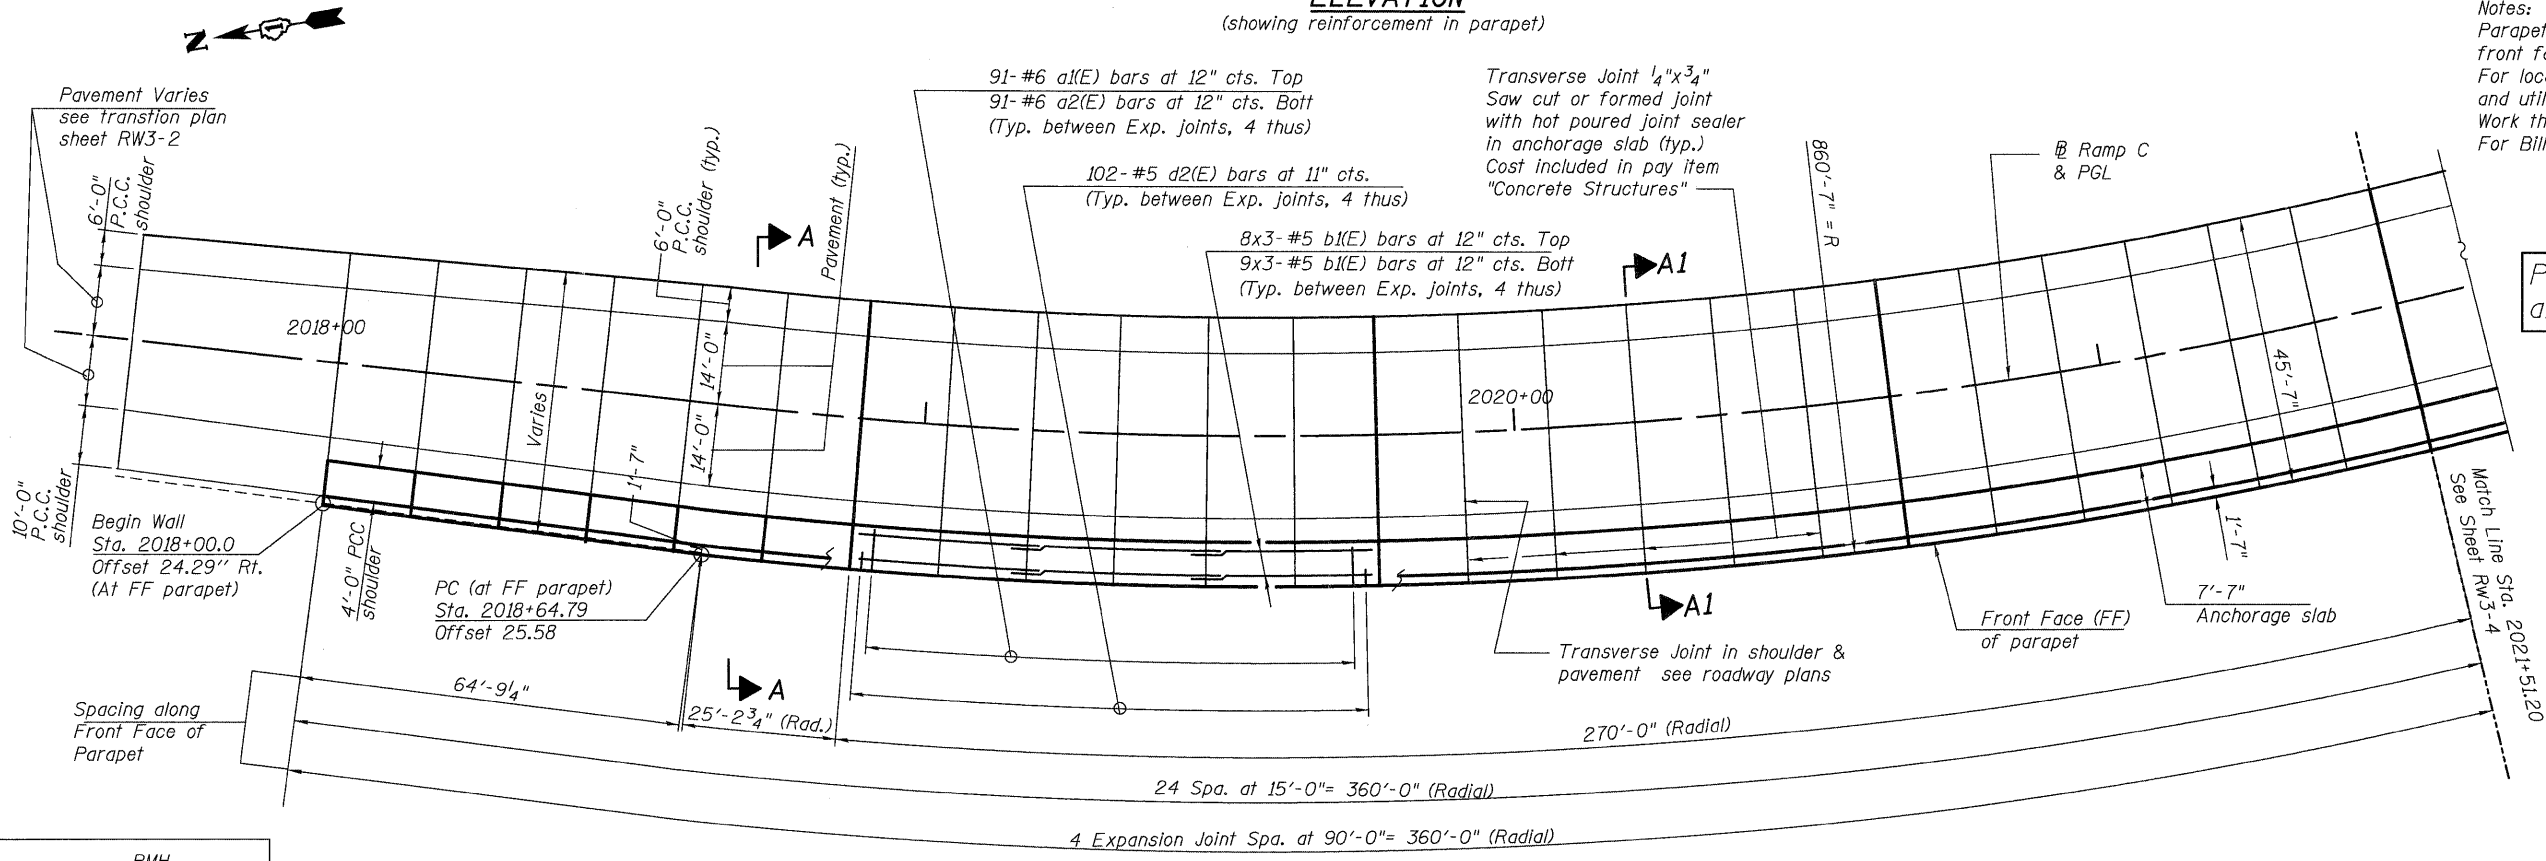 ELEVATION
(showing reinforcement in parapet)
N
Notes:
Parapet
front
For
and
Work
For Bill
Pavement Varies
see transtion plan
sheet RW3-2
91-#6 a1(E) bars at 12" cts. Top
91-#6 a2(E) bars at 12" cts. Bott
(Typ. between Exp. joints, 4 thus)
102-#5 d2(E) bars at 11" cts.
(Typ. between Exp. joints, 4 thus)
8x3-#5 b1(E) bars at 12" cts. Top
9x3-#5 b1(E) bars at 12" cts. Bott
(Typ. between Exp. joints, 4 thus)
Transverse Joint 1/4"x3/4"
Saw cut or formed joint
with hot poured joint sealer
in anchorage slab (typ.)
Cost included in pay item
"Concrete Structures"
860'-7" = R
℄ Ramp C
& PGL
6'-0"
P.C.C.
shoulder
6'-0"
P.C.C.
shoulder (typ.)
Pavement (typ.)
A
A1
2018+00
Varies
14'-0"
14'-0"
1'-7"
2020+00
45'-7"
10'-0"
P.C.C.
shoulder
Begin Wall
Sta. 2018+00.0
Offset 24.29'' Rt.
(At FF parapet)
4'-0" PCC
shoulder
PC (at FF parapet)
Sta. 2018+64.79
Offset 25.58
A
A1
Transverse Joint in shoulder &
pavement see roadway plans
Front Face (FF)
of parapet
1'-7"
7'-7"
Anchorage slab
Match Line Sta. 2021+51.20
See Sheet Rw3-4
Spacing along
Front Face of
Parapet
64'-9 1/4"
25'-2 3/4" (Rad.)
270'-0" (Radial)
24 Spa. at 15'-0"= 360'-0" (Radial)
4 Expansion Joint Spa. at 90'-0"= 360'-0" (Radial)